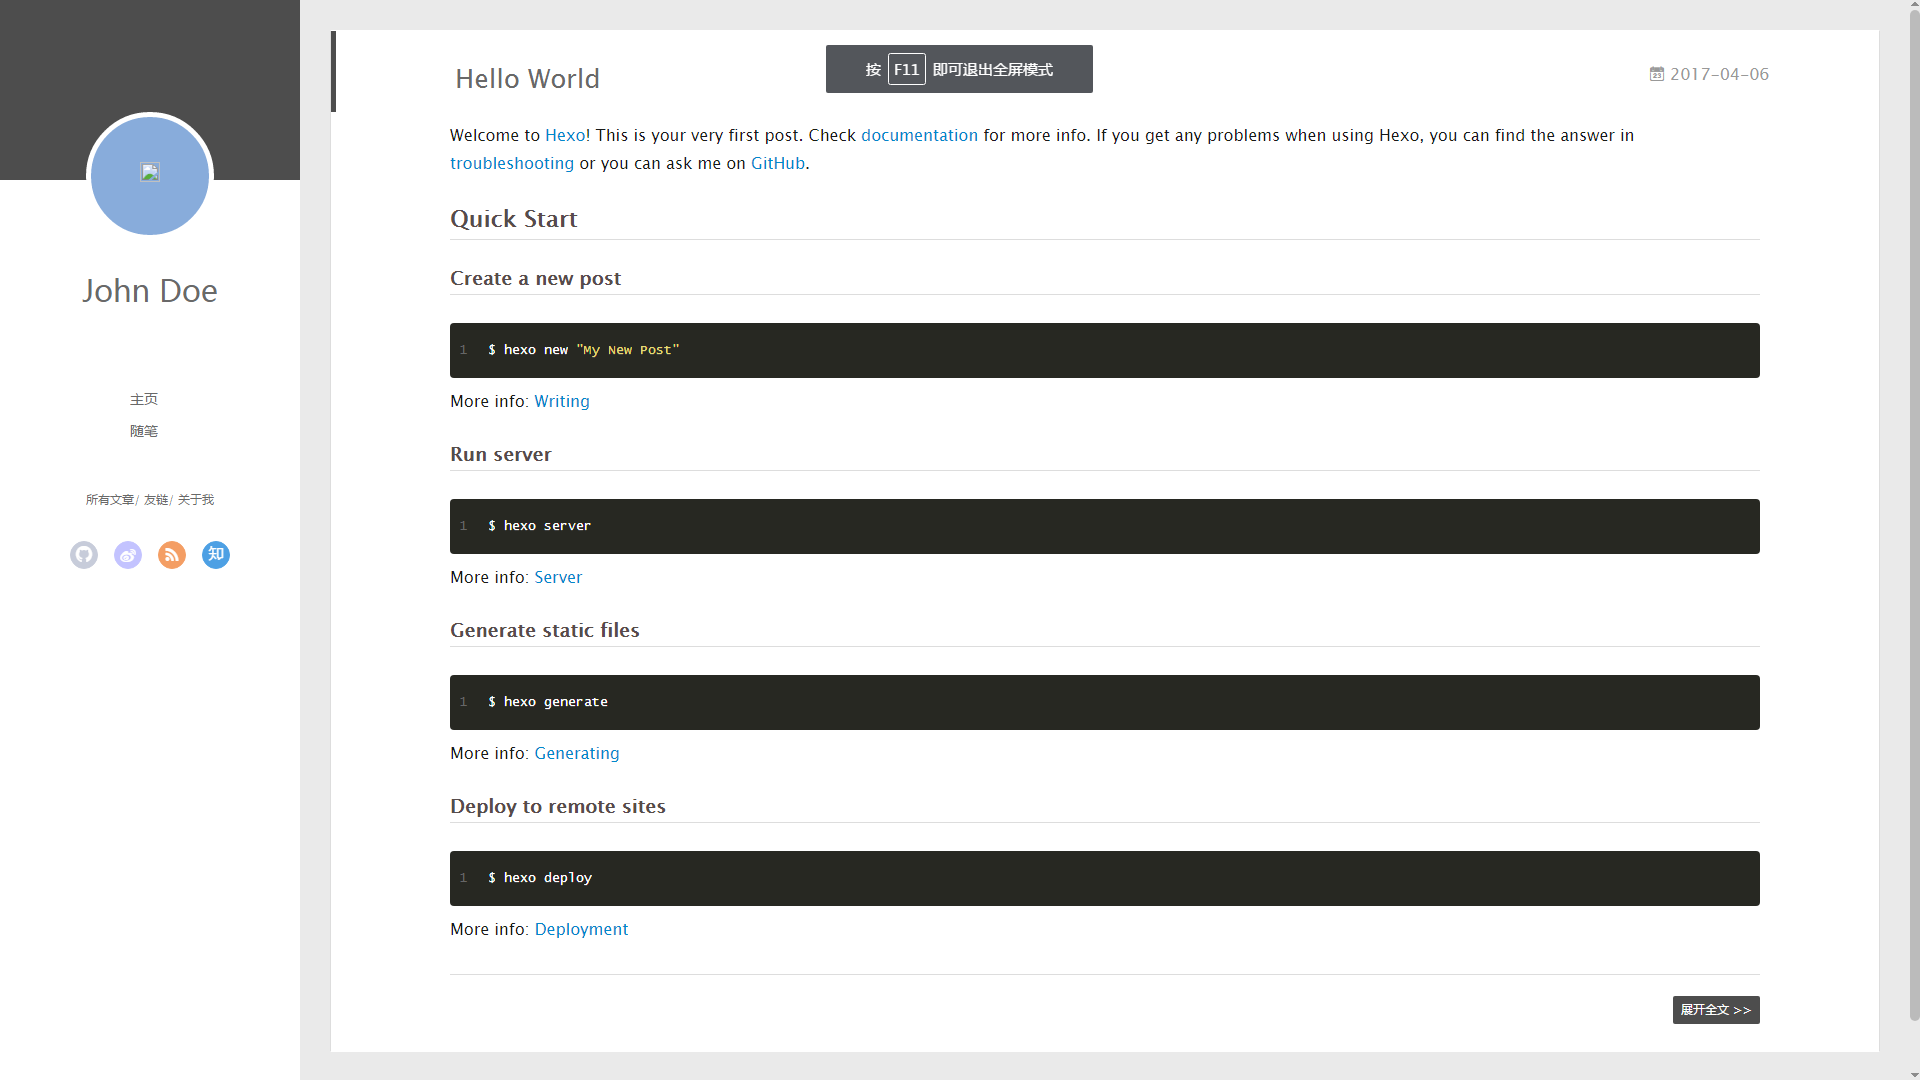 John Doe
主页
随笔
所有文章/ 友链/ 关于我
知
Hello World
按 F11 即可退出全屏模式
23 2017-04-06
Welcome to Hexo! This is your very first post. Check documentation for more info. If you get any problems when using Hexo, you can find the answer in
troubleshooting or you can ask me on GitHub.
Quick Start
Create a new post
1 $ hexo new "My New Post"
More info: Writing
Run server
1 $ hexo server
More info: Server
Generate static files
1 $ hexo generate
More info: Generating
Deploy to remote sites
1 $ hexo deploy
More info: Deployment
展开全文 >>